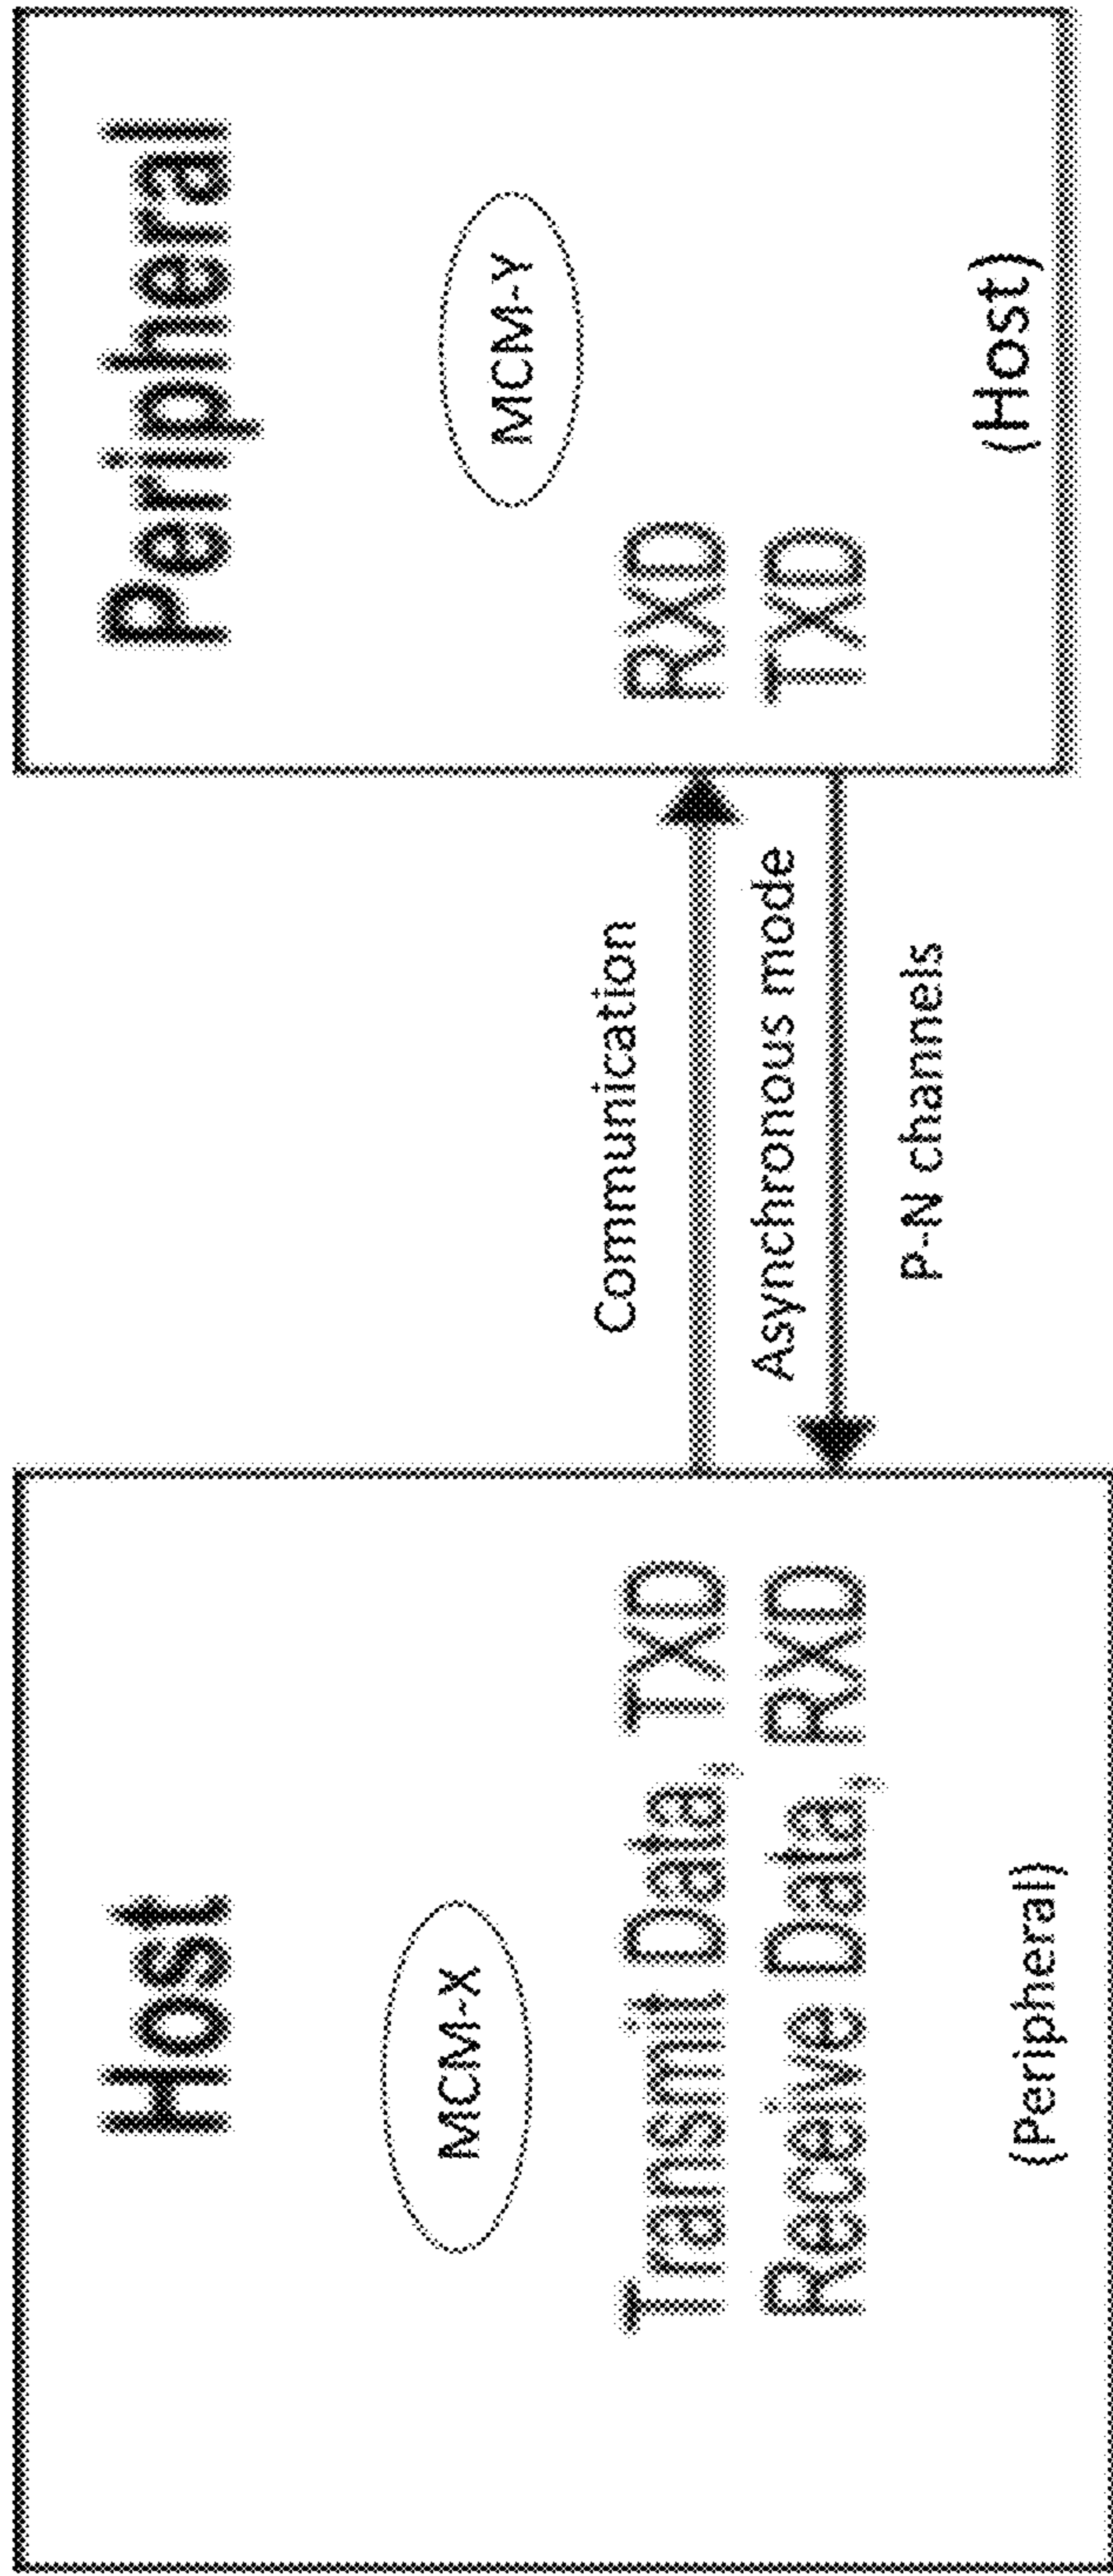 Host
MCM-X
Transmit Data, TXD
Receive Data, RXD
(Peripheral)
Communication
Asynchronous mode
P-N channels
Peripheral
MCM-Y
RXD
TXD
(Host)